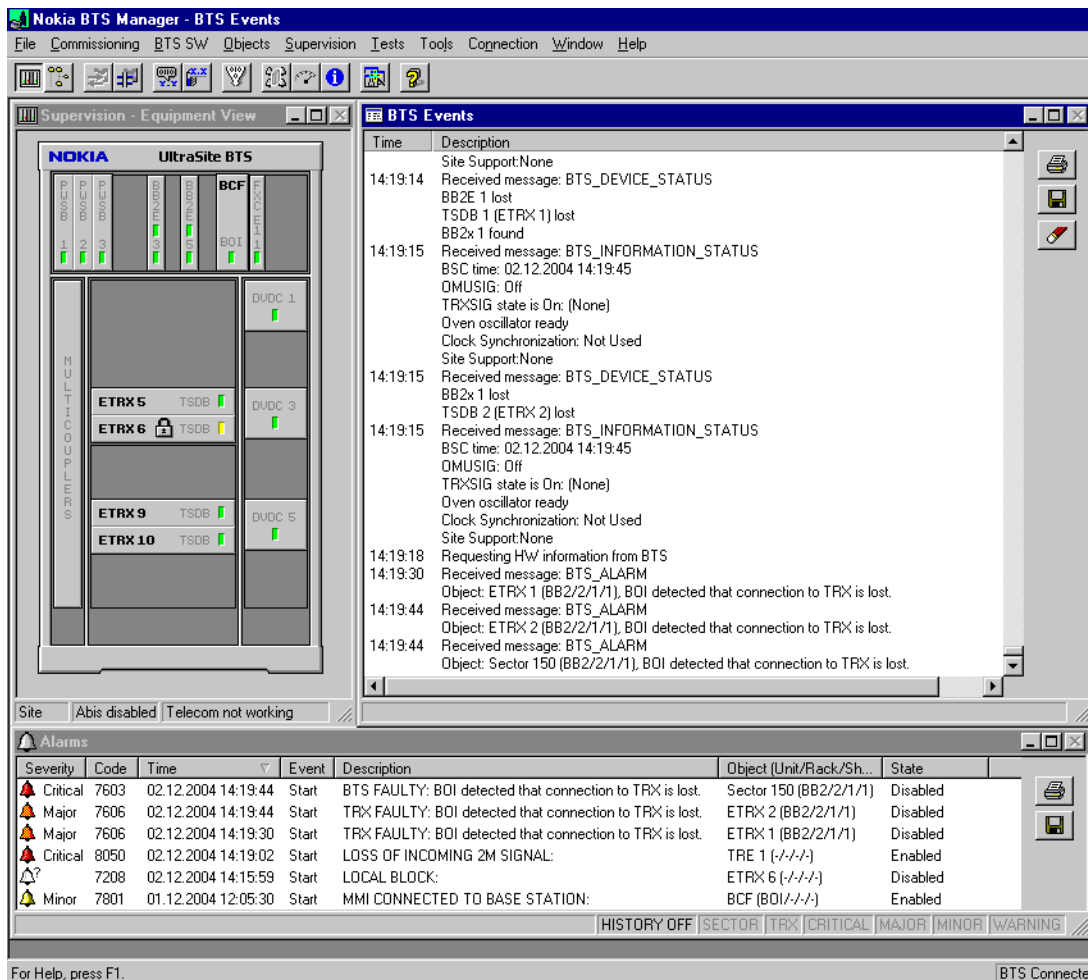 Nokia BTS Manager - BTS Events
File Commissioning BTS SW Objects Supervision Tests Tools Connection Window Help
Supervision - Equipment View
NOKIA UltraSite BTS
PWSB 1
PWSB 2
PWSB 3
BB2E 3
BB2E 5
BCF
BOI
FXC E1 1
MULTICOUPLERS
DVDC 1
ETRX 5 TSDB
DVDC 3
ETRX 6 TSDB
ETRX 9 TSDB
DVDC 5
ETRX 10 TSDB
Site Abis disabled Telecom not working
BTS Events
Time Description
Site Support:None
14:19:14 Received message: BTS_DEVICE_STATUS
BB2E 1 lost
TSDB 1 (ETRX 1) lost
BB2x 1 found
14:19:15 Received message: BTS_INFORMATION_STATUS
BSC time: 02.12.2004 14:19:45
OMUSIG: Off
TRXSIG state is On: (None)
Oven oscillator ready
Clock Synchronization: Not Used
Site Support:None
14:19:15 Received message: BTS_DEVICE_STATUS
BB2x 1 lost
TSDB 2 (ETRX 2) lost
14:19:15 Received message: BTS_INFORMATION_STATUS
BSC time: 02.12.2004 14:19:45
OMUSIG: Off
TRXSIG state is On: (None)
Oven oscillator ready
Clock Synchronization: Not Used
Site Support:None
14:19:18 Requesting HW information from BTS
14:19:30 Received message: BTS_ALARM
Object: ETRX 1 (BB2/2/1/1), BOI detected that connection to TRX is lost.
14:19:44 Received message: BTS_ALARM
Object: ETRX 2 (BB2/2/1/1), BOI detected that connection to TRX is lost.
14:19:44 Received message: BTS_ALARM
Object: Sector 150 (BB2/2/1/1), BOI detected that connection to TRX is lost.
Alarms
Severity Code Time Event Description Object (Unit/Rack/Sh... State
Critical 7603 02.12.2004 14:19:44 Start BTS FAULTY: BOI detected that connection to TRX is lost. Sector 150 (BB2/2/1/1) Disabled
Major 7606 02.12.2004 14:19:44 Start TRX FAULTY: BOI detected that connection to TRX is lost. ETRX 2 (BB2/2/1/1) Disabled
Major 7606 02.12.2004 14:19:30 Start TRX FAULTY: BOI detected that connection to TRX is lost. ETRX 1 (BB2/2/1/1) Disabled
Critical 8050 02.12.2004 14:19:02 Start LOSS OF INCOMING 2M SIGNAL: TRE 1 (-/-/-/-) Enabled
? 7208 02.12.2004 14:15:59 Start LOCAL BLOCK: ETRX 6 (-/-/-/-) Disabled
Minor 7801 01.12.2004 12:05:30 Start MMI CONNECTED TO BASE STATION: BCF (BOI/-/-/-) Enabled
HISTORY OFF SECTOR TRX CRITICAL MAJOR MINOR WARNING
For Help, press F1. BTS Connecte